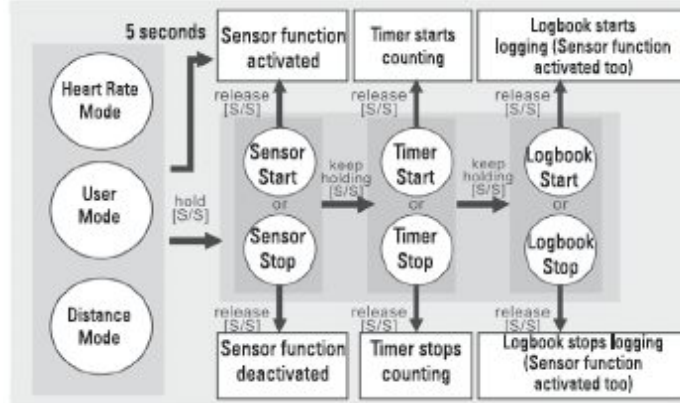 5 seconds
Sensor function
activated
Timer starts
counting
Logbook starts
logging (Sensor function
activated too)
Heart Rate
Mode
User
Mode
Distance
Mode
hold
[S/S]
release
[S/S]
release
[S/S]
release
[S/S]
Sensor
Start
or
Sensor
Stop
keep
holding
[S/S]
Timer
Start
or
Timer
Stop
keep
holding
[S/S]
Logbook
Start
or
Logbook
Stop
release
[S/S]
release
[S/S]
release
[S/S]
Sensor function
deactivated
Timer stops
counting
Logbook stops logging
(Sensor function
activated too)